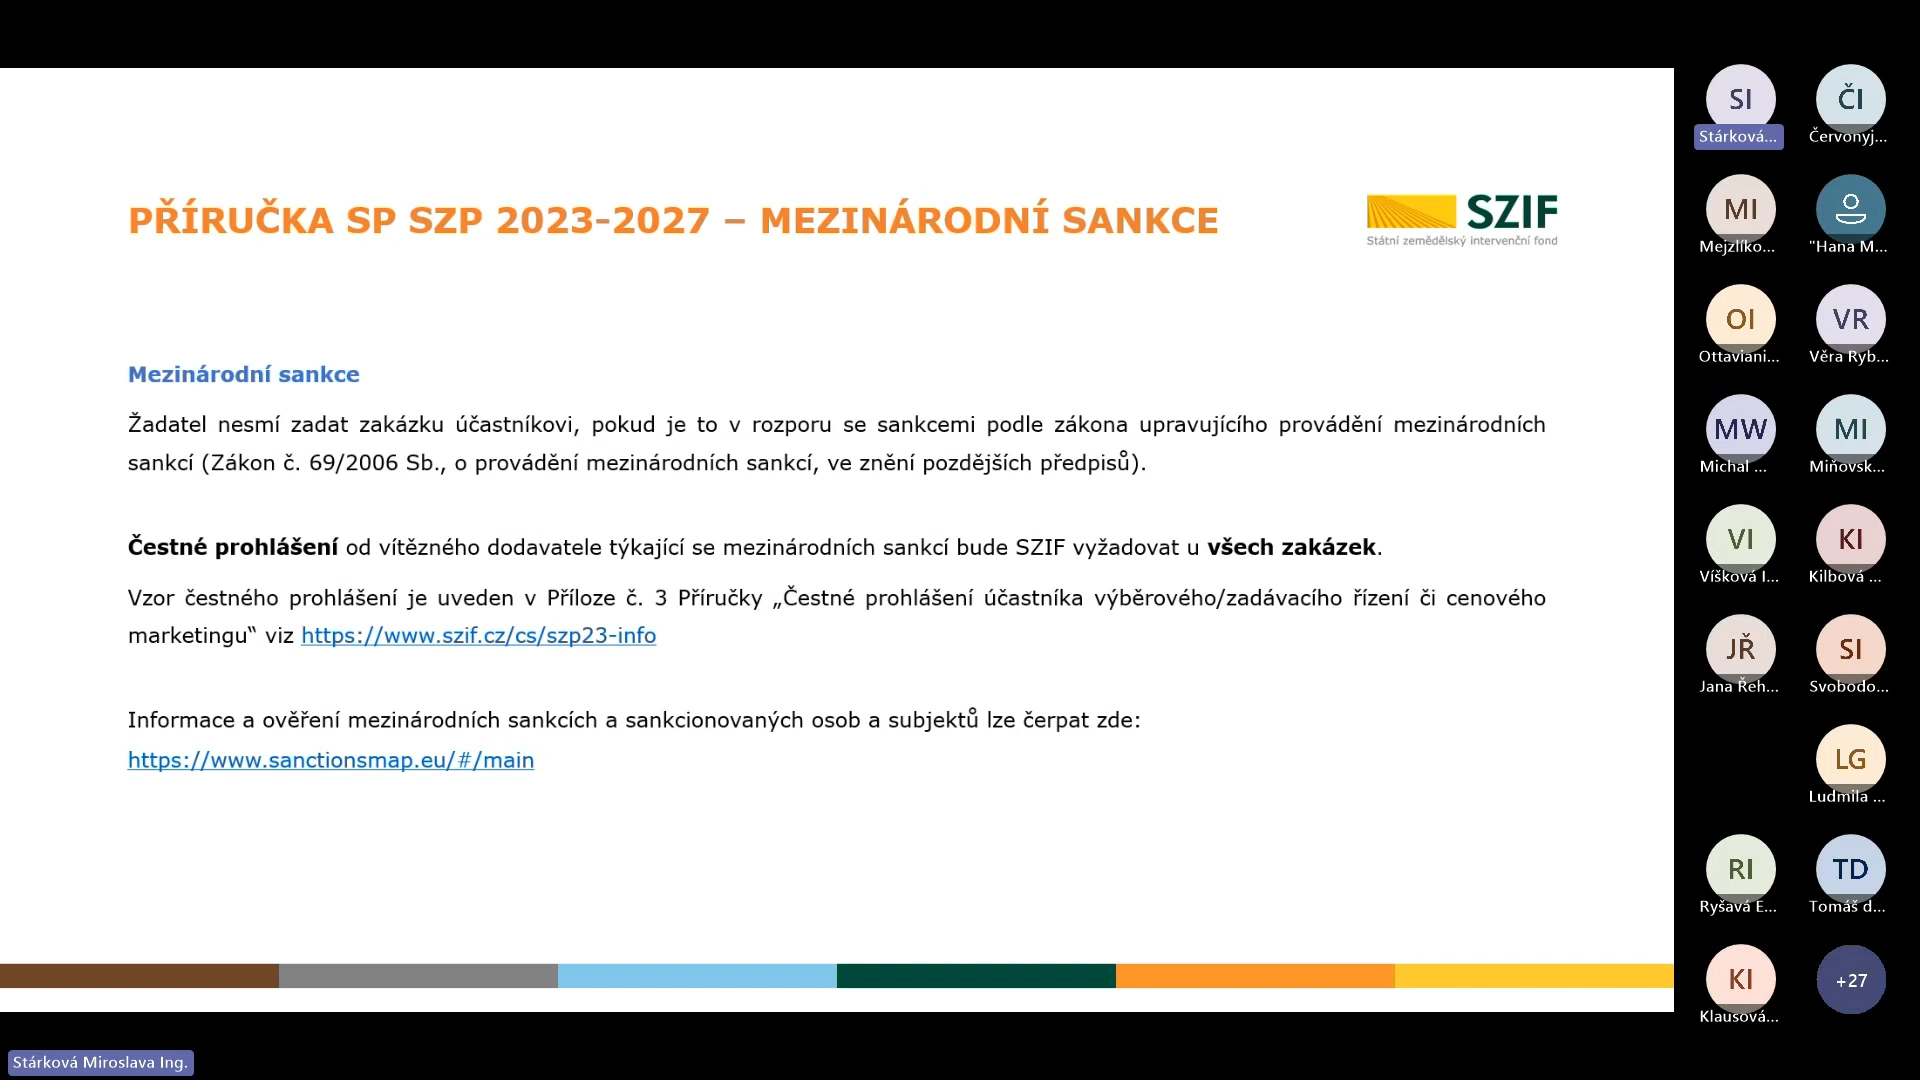 PŘÍRUČKA SP SZP 2023-2027 – MEZINÁRODNÍ SANKCE
SZIF
Státní zemědělský intervenční fond
Mezinárodní sankce
Žadatel nesmí zadat zakázku účastníkovi, pokud je to v rozporu se sankcemi podle zákona upravujícího provádění mezinárodních
sankcí (Zákon č. 69/2006 Sb., o provádění mezinárodních sankcí, ve znění pozdějších předpisů).
Čestné prohlášení od vítězného dodavatele týkající se mezinárodních sankcí bude SZIF vyžadovat u všech zakázek.
Vzor čestného prohlášení je uveden v Příloze č. 3 Příručky „Čestné prohlášení účastníka výběrového/zadávacího řízení či cenového
marketingu“ viz https://www.szif.cz/cs/szp23-info
Informace a ověření mezinárodních sankcích a sankcionovaných osob a subjektů lze čerpat zde:
https://www.sanctionsmap.eu/#/main
SI
Stárková...
ČI
Červonyj...
MI
Mejzlíko...
"Hana M...
OI
Ottaviani...
VR
Věra Ryb...
MW
Michal ...
MI
Miňovsk...
VI
Víšková I...
KI
Kilbová ...
JŘ
Jana Řeh...
SI
Svobodo...
LG
Ludmila ...
RI
Ryšavá E...
TD
Tomáš d...
KI
Klausová...
+27
Stárková Miroslava Ing.